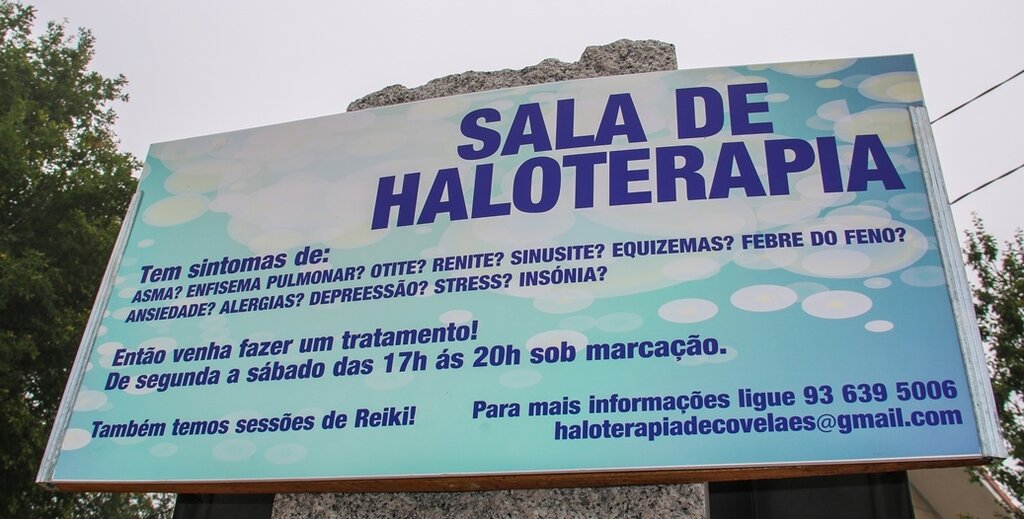 SALA DE
HALOTERAPIA
Tem sintomas de:
ASMA? ENFISEMA PULMONAR? OTITE? RENITE? SINUSITE? EQUIZEMAS? FEBRE DO FENO?
ANSIEDADE? ALERGIAS? DEPREESSÃO? STRESS? INSÓNIA?
Então venha fazer um tratamento!
De segunda a sábado das 17h ás 20h sob marcação.
Também temos sessões de Reiki!
Para mais informações ligue 93 639 5006
haloterapiadecovelaes@gmail.com